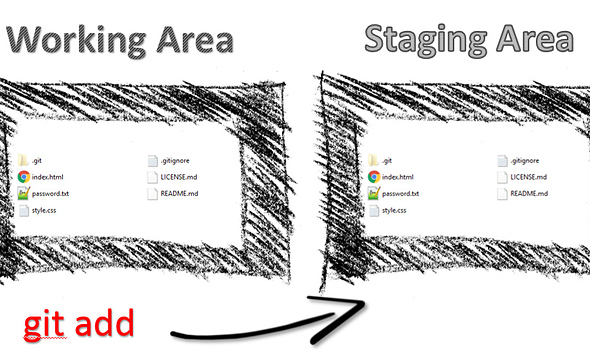 Working Area
Staging Area
.git
.gitignore
index.html
LICENSE.md
password.txt
README.md
style.css
.git
.gitignore
index.html
LICENSE.md
password.txt
README.md
style.css
git add